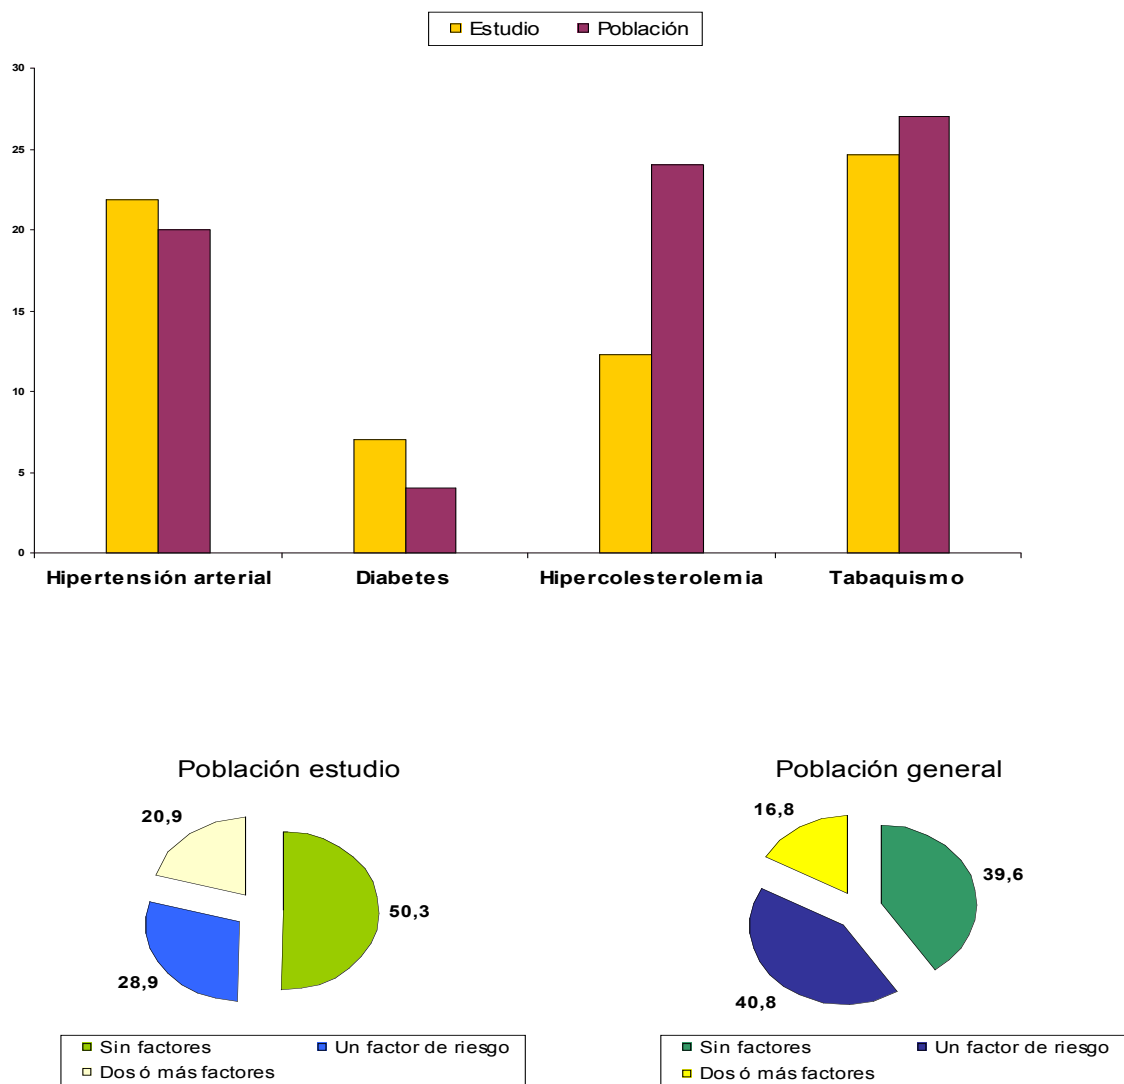 Estudio Población
30
25
20
15
10
5
0
Hipertensión arterial Diabetes Hipercolesterolemia Tabaquismo
Población estudio
20,9
50,3
28,9
Sin factores Un factor de riesgo
Dos ó más factores
Población general
16,8
39,6
40,8
Sin factores Un factor de riesgo
Dos ó más factores